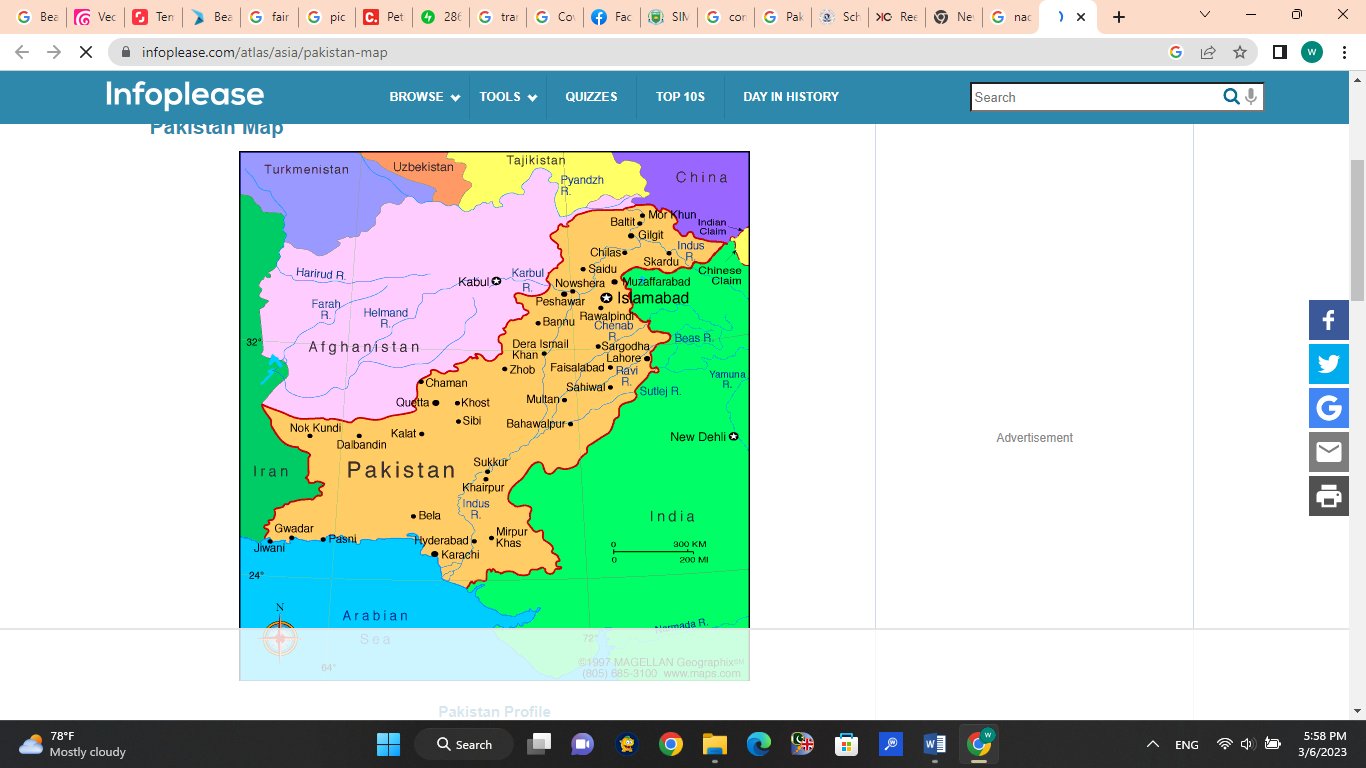 Bea
Vec
Ten
Bea
fair
pic
Pet
286
trar
Cou
Fac
SIM
con
Pak
Sch
Ree
Nev
nac
infoplease.com/atlas/asia/pakistan-map
w
Infoplease
BROWSE
TOOLS
QUIZZES
TOP 10S
DAY IN HISTORY
Search
Pakistan Map
Turkmenistan
Uzbekistan
Tajikistan
China
Pyandzh
R.
Mor Khun
Baltit
Gilgit
Indian
Claim
Chilas
Indus
R.
Skardu
Chinese
Claim
Harirud R.
Kabul
Karbul
R.
Saidu
Nowshera
Muzaffarabad
Peshawar
Islamabad
Rawalpindi
Farah
R.
Helmand
R.
Bannu
Chenab
R.
32°
Afghanistan
Dera Ismail
Khan
Sargodha
Beas R.
Lahore
Zhob
Faisalabad
Ravi
R.
Yamuna
R.
Chaman
Sahiwal
Sutlej R.
Quetta
Khost
Multan
Sibi
Bahawalpur
Nok Kundi
Dalbandin
Kalat
New Dehli
Iran
Pakistan
Sukkur
Khairpur
Indus
R.
Bela
India
Gwadar
Jiwani
Pasni
Hyderabad
Mirpur
Khas
Karachi
0 300 KM
0 200 MI
24°
N
Arabian
Sea
Narmada R.
72°
64°
©1997 MAGELLAN Geographix℠
(805) 685-3100 www.maps.com
Pakistan Profile
Advertisement
78°F
Mostly cloudy
Search
W
w
ENG
5:58 PM
3/6/2023